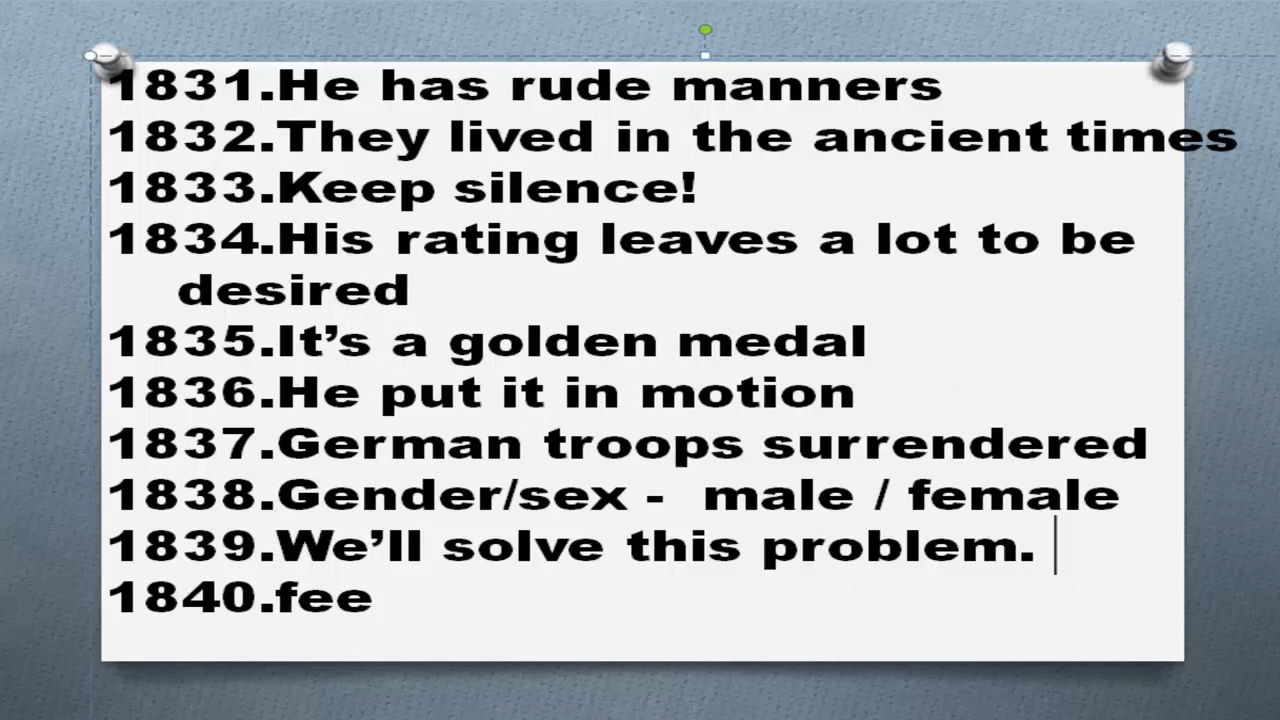 1831.He has rude manners
1832.They lived in the ancient times
1833.Keep silence!
1834.His rating leaves a lot to be
desired
1835.It’s a golden medal
1836.He put it in motion
1837.German troops surrendered
1838.Gender/sex -  male / female
1839.We’ll solve this problem.
1840.fee